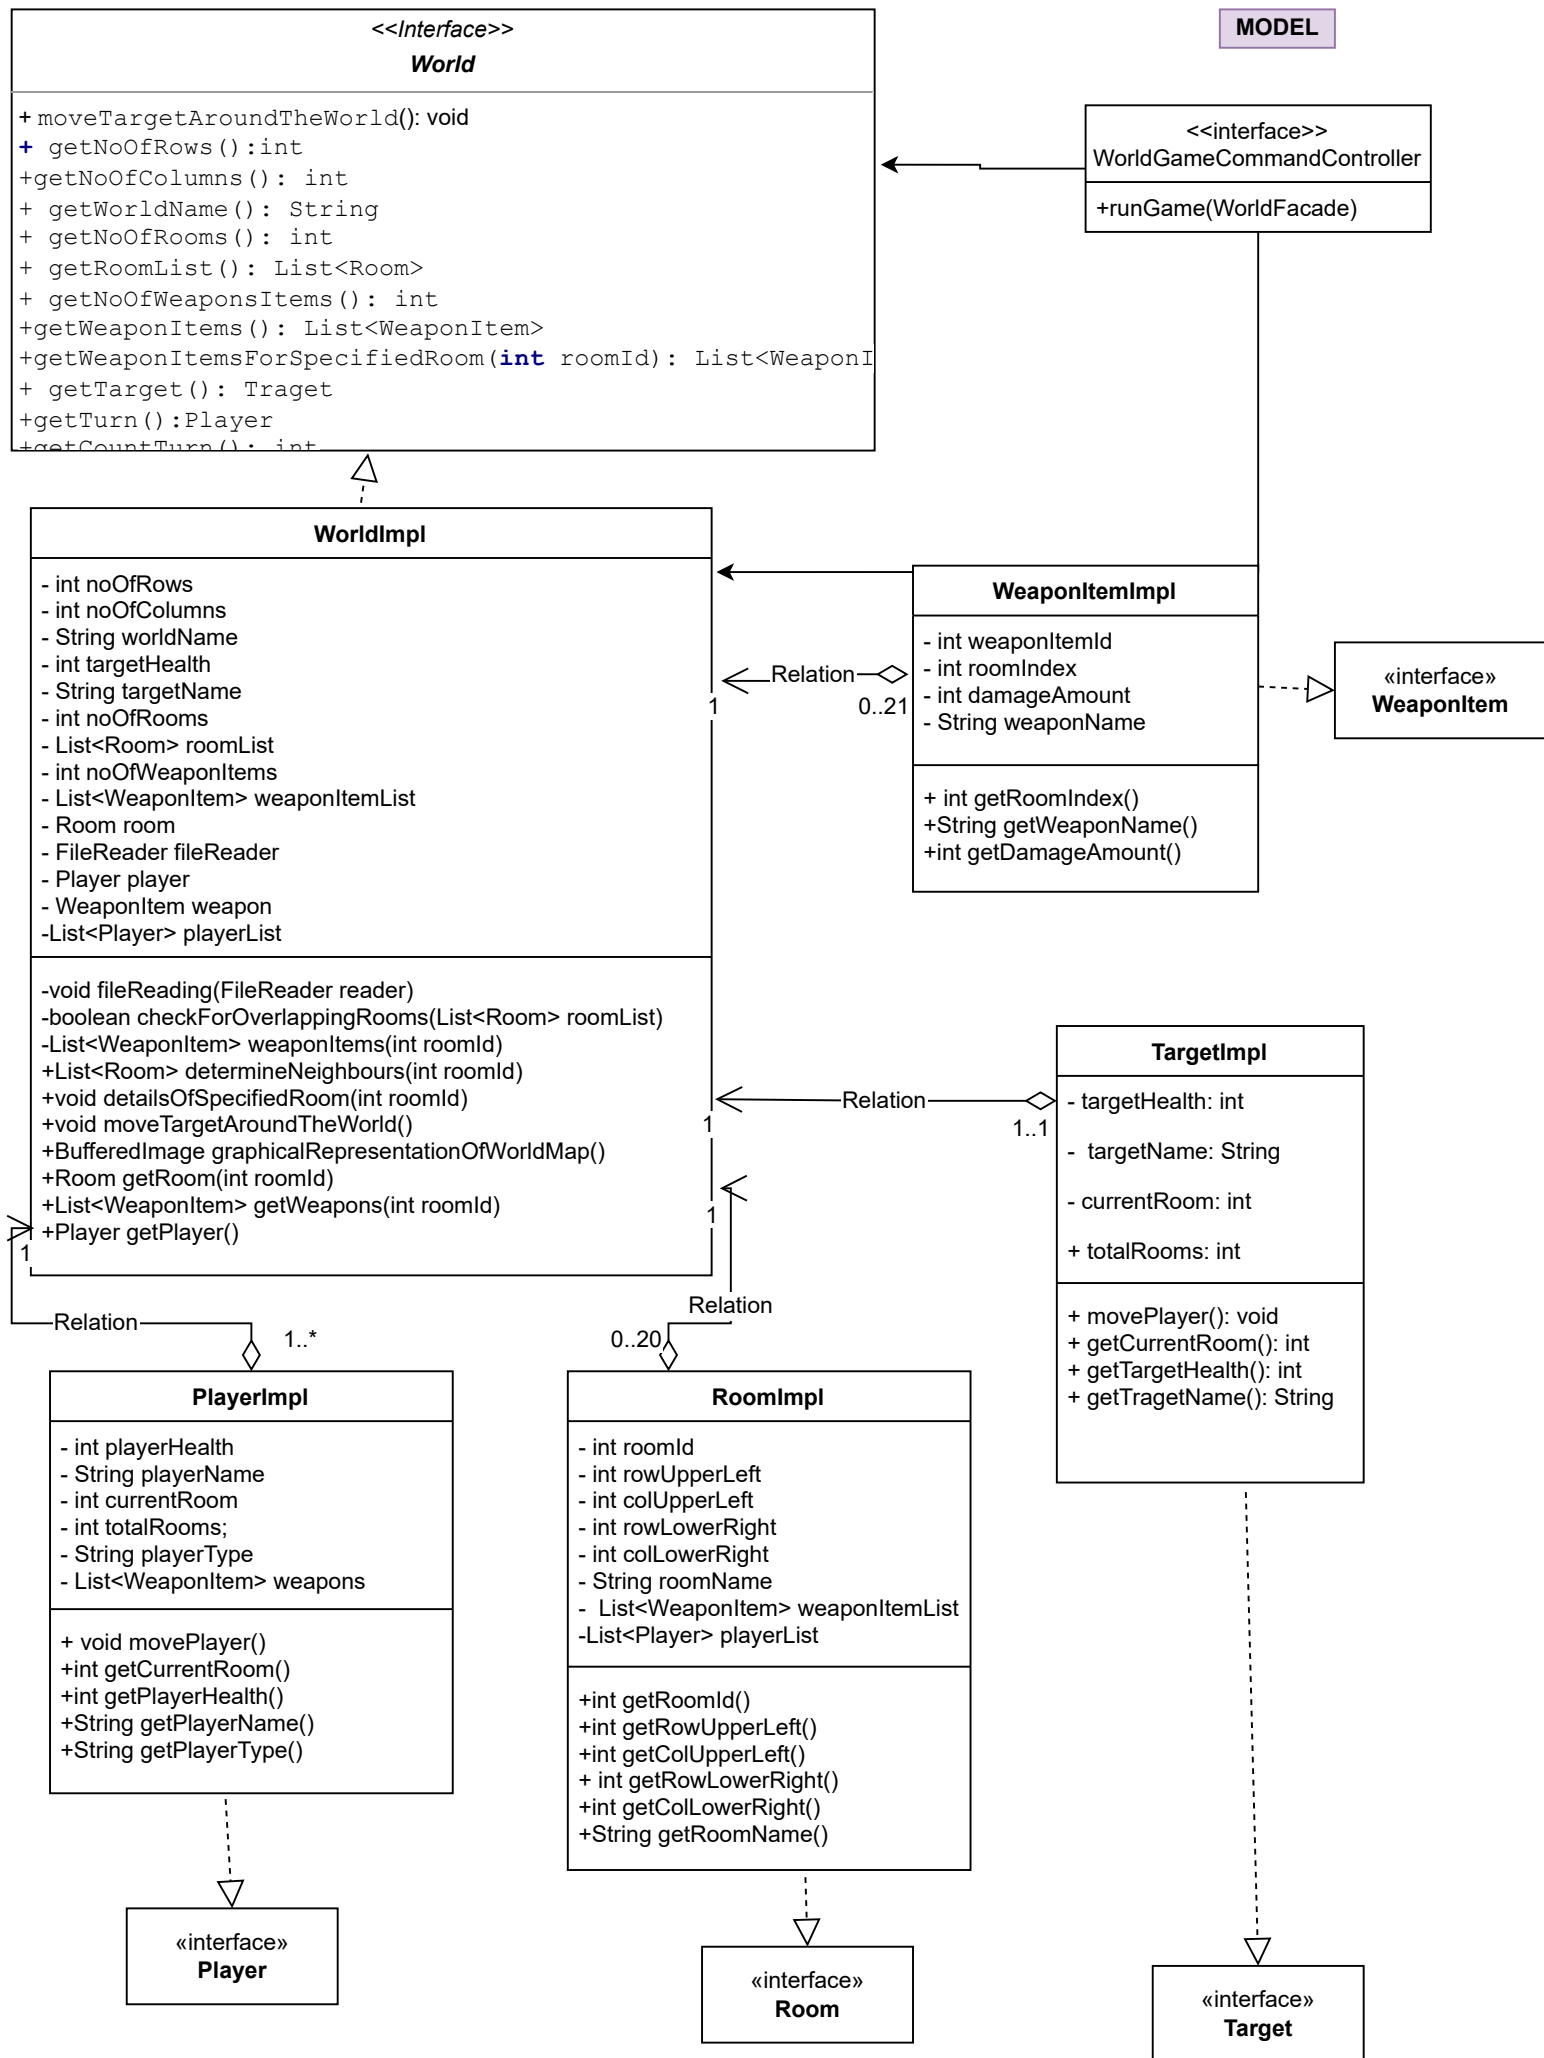 <<Interface>>
World
+ moveTargetAroundTheWorld(): void
+ getNoOfRows():int
+getNoOfColumns(): int
+ getWorldName(): String
+ getNoOfRooms(): int
+ getRoomList(): List<Room>
+ getNoOfWeaponsItems(): int
+getWeaponItems(): List<WeaponItem>
+getWeaponItemsForSpecifiedRoom(int roomId): List<WeaponI
+ getTarget(): Traget
+getTurn():Player
+getCountTurn(): int
MODEL
<<interface>>
WorldGameCommandController
+runGame(WorldFacade)
WorldImpl
- int noOfRows
- int noOfColumns
- String worldName
- int targetHealth
- String targetName
- int noOfRooms
- List<Room> roomList
- int noOfWeaponItems
- List<WeaponItem> weaponItemList
- Room room
- FileReader fileReader
- Player player
- WeaponItem weapon
-List<Player> playerList
-void fileReading(FileReader reader)
-boolean checkForOverlappingRooms(List<Room> roomList)
-List<WeaponItem> weaponItems(int roomId)
+List<Room> determineNeighbours(int roomId)
+void detailsOfSpecifiedRoom(int roomId)
+void moveTargetAroundTheWorld()
+BufferedImage graphicalRepresentationOfWorldMap()
+Room getRoom(int roomId)
+List<WeaponItem> getWeapons(int roomId)
+Player getPlayer()
Relation
1
0..21
WeaponItemImpl
- int weaponItemId
- int roomIndex
- int damageAmount
- String weaponName
+ int getRoomIndex()
+String getWeaponName()
+int getDamageAmount()
«interface»
WeaponItem
Relation
1
1..1
TargetImpl
- targetHealth: int
- targetName: String
- currentRoom: int
+ totalRooms: int
+ movePlayer(): void
+ getCurrentRoom(): int
+ getTargetHealth(): int
+ getTragetName(): String
1
Relation
1..*
1
Relation
0..20
PlayerImpl
- int playerHealth
- String playerName
- int currentRoom
- int totalRooms;
- String playerType
- List<WeaponItem> weapons
+ void movePlayer()
+int getCurrentRoom()
+int getPlayerHealth()
+String getPlayerName()
+String getPlayerType()
RoomImpl
- int roomId
- int rowUpperLeft
- int colUpperLeft
- int rowLowerRight
- int colLowerRight
- String roomName
- List<WeaponItem> weaponItemList
-List<Player> playerList
+int getRoomId()
+int getRowUpperLeft()
+int getColUpperLeft()
+ int getRowLowerRight()
+int getColLowerRight()
+String getRoomName()
«interface»
Player
«interface»
Room
«interface»
Target